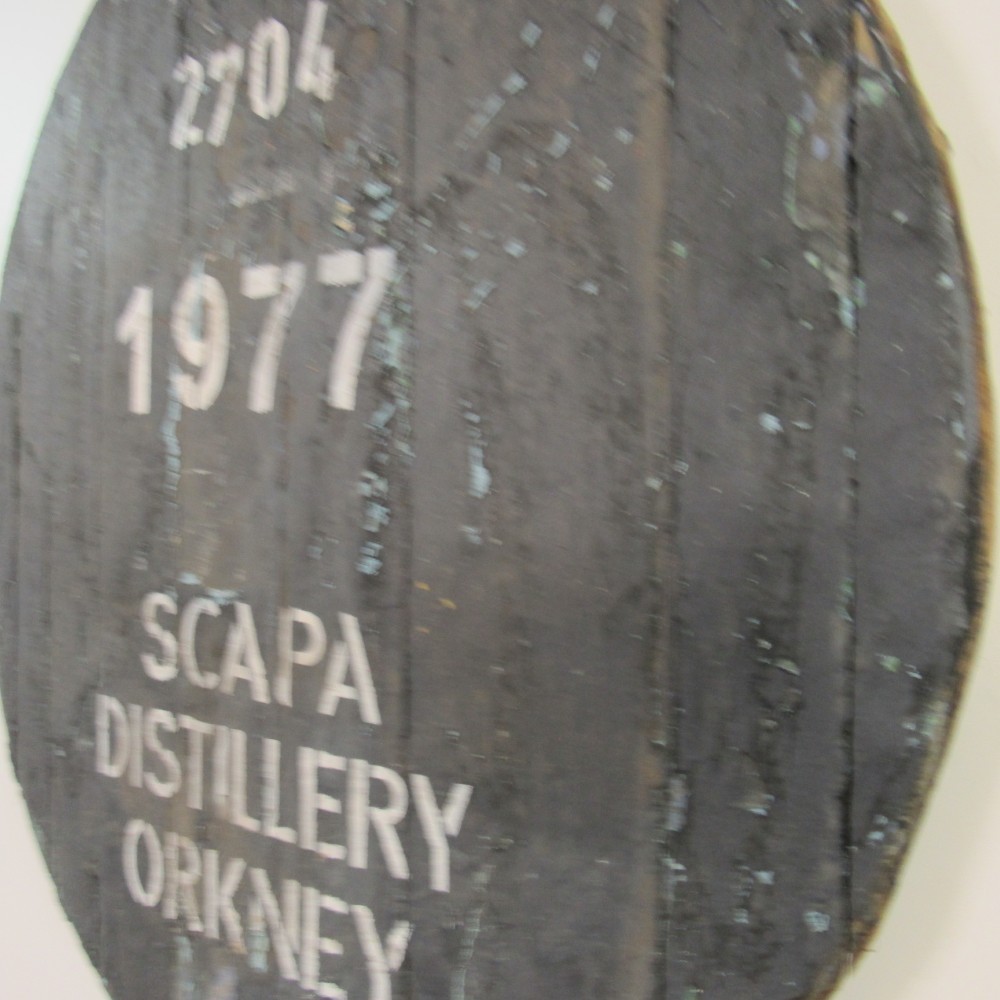 2704
1977
SCAPA
DISTILLERY
ORKNEY